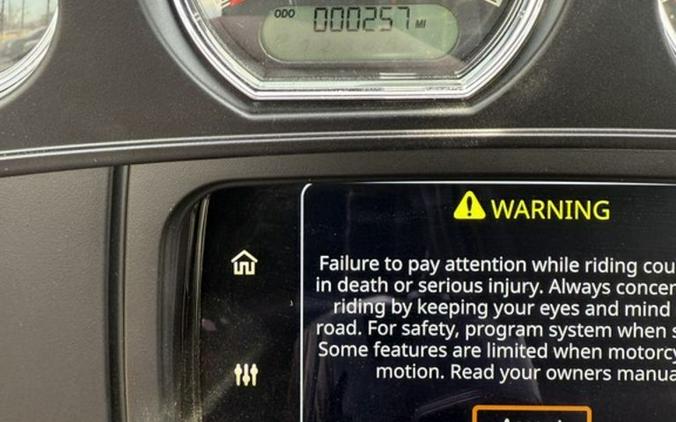 ODO 000257 MI
WARNING
Failure to pay attention while riding cou
in death or serious injury. Always concen
riding by keeping your eyes and mind
road. For safety, program system when s
Some features are limited when motorcy
motion. Read your owners manua